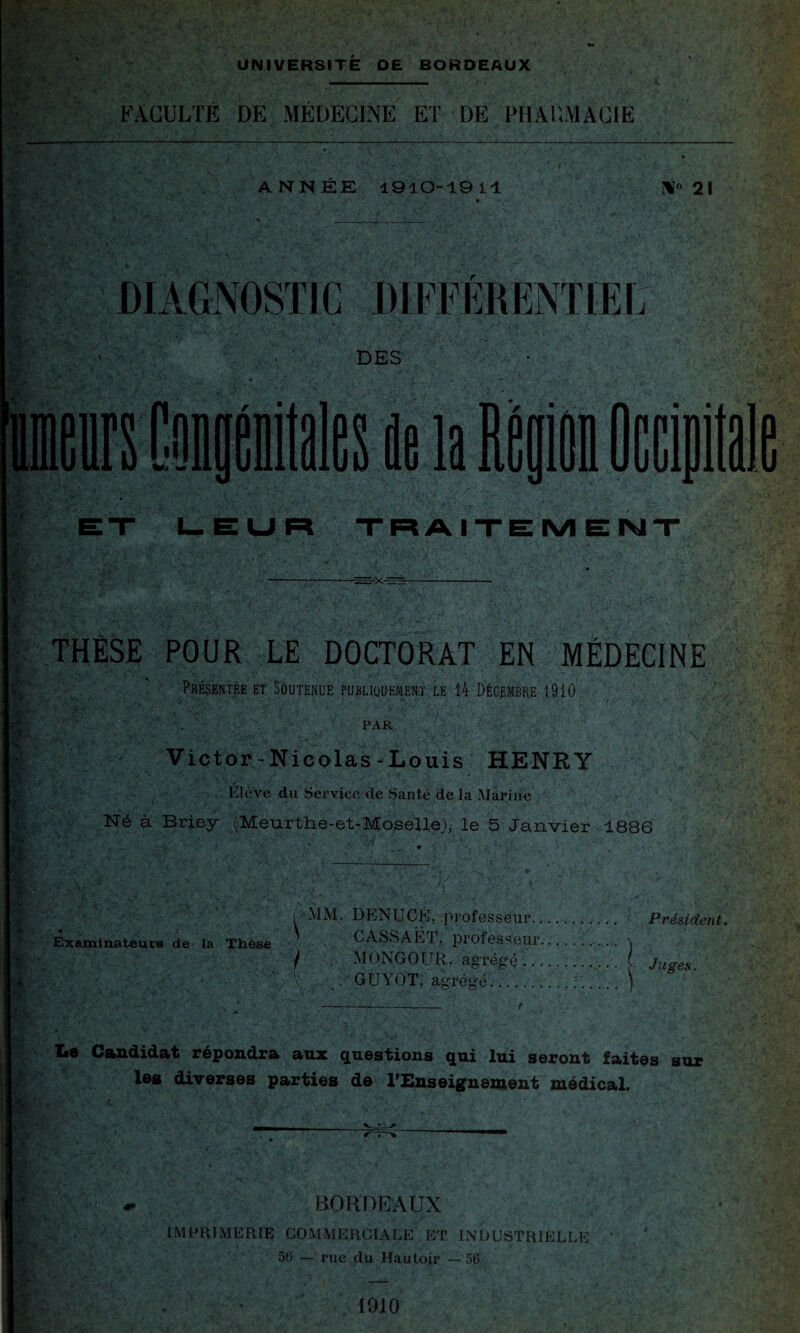 UNIVERSITÉ DE BORDEAUX
FACULTÉ DE MÉDECINE ET DE PHARMACIE
ANNÉE 1910-1911 N° 21
DIAGNOSTIC DIFFÉRENTIEL
DES
umeurs Congénitales de la Région Occipitale
ET LEUR TRAITEMENT
THÈSE POUR LE DOCTORAT EN MÉDECINE
PRÉSENTÉE ET SOUTENUE PUBLIQUEMENT LE 14 DÉCEMBRE 1910
PAR
Victor-Nicolas-Louis HENRY
Élève du Service de Santé de la Marine
Né à Briey (Meurthe-et-Moselle), le 5 Janvier 1886
MM. DENUCÉ, professeur........... Président.
Examinateurs de la Thèse
CASSAËT, professeur...........
MONGOUR, agrégé........... Juges.
GUYOT, agrégé...........
Le Candidat répondra aux questions qui lui seront faites sur
les diverses parties de l'Enseignement médical.
BORDEAUX
IMPRIMERIE COMMERCIALE ET INDUSTRIELLE
56 — rue du Hautoir — 56
1910